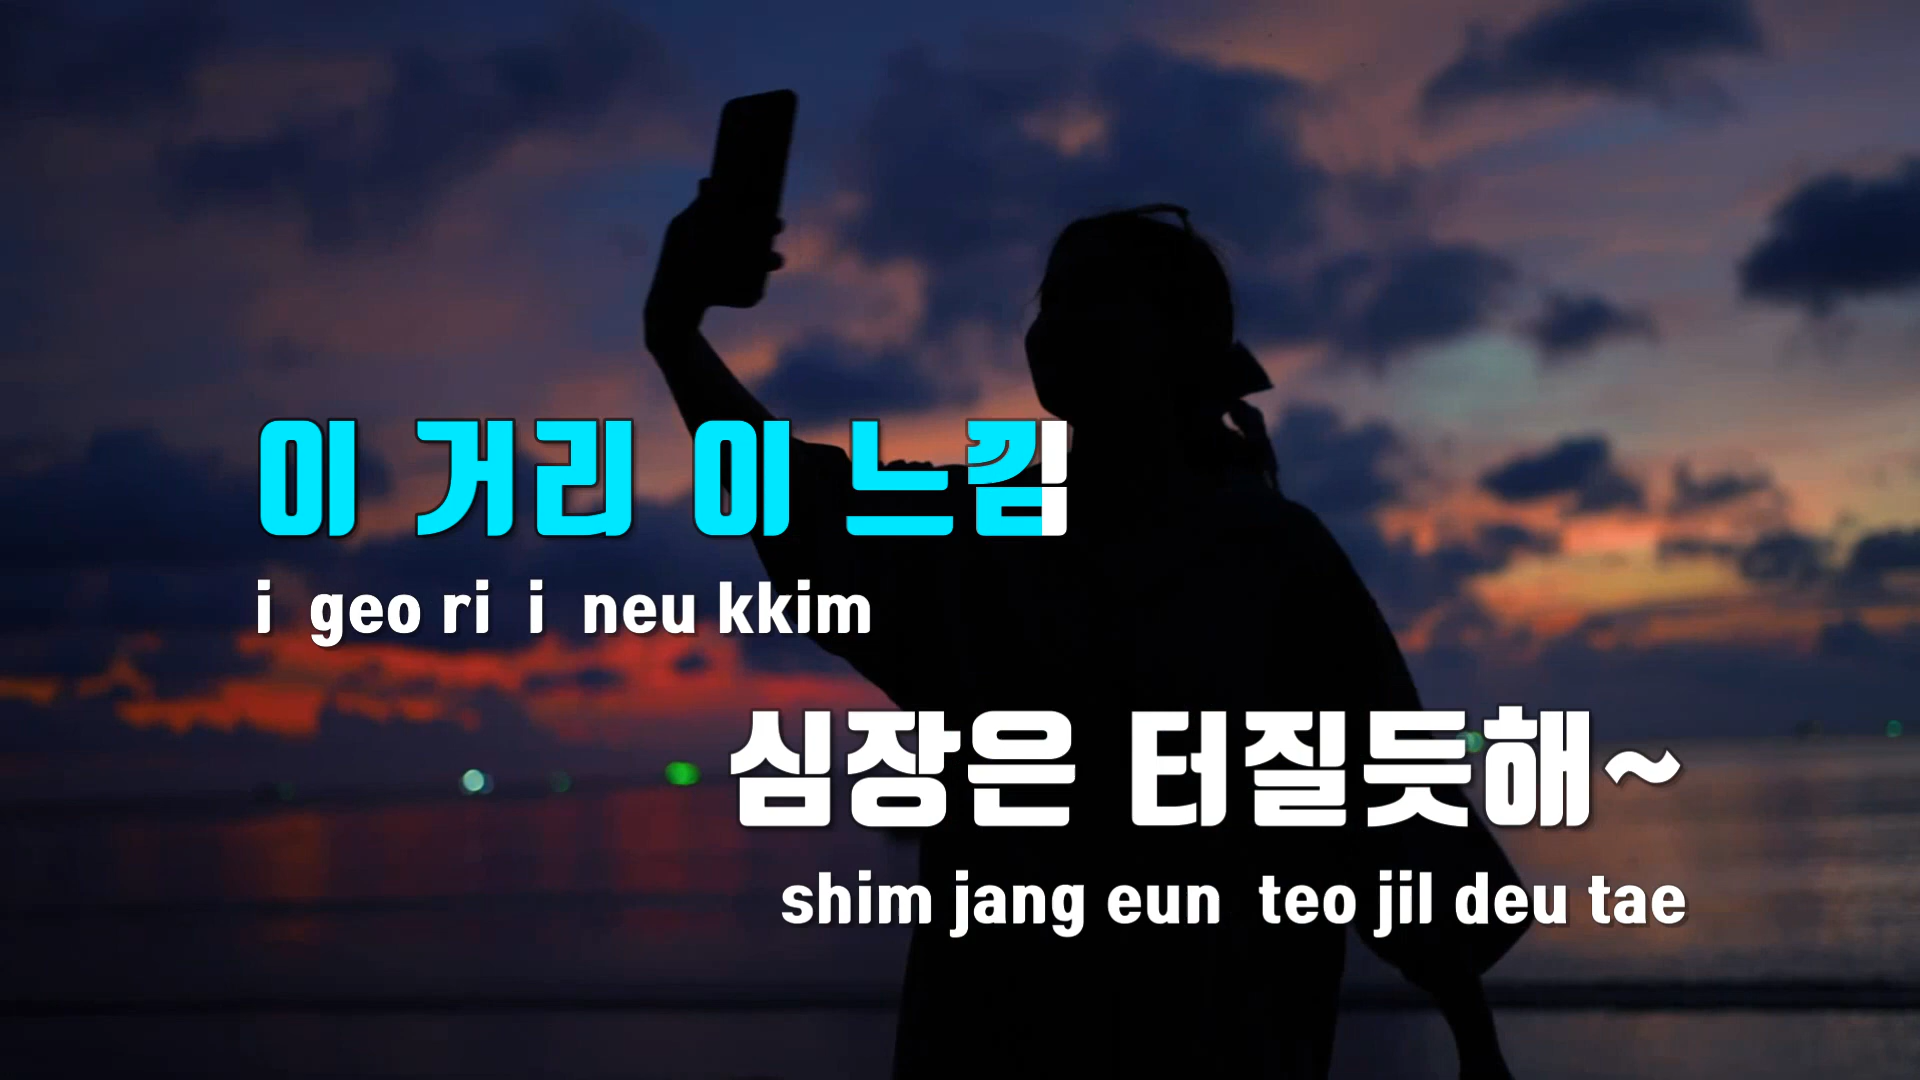 이 거리 이 느낌
i geo ri i neu kkim
심장은 터질듯해~
shim jang eun teo jil deu tae